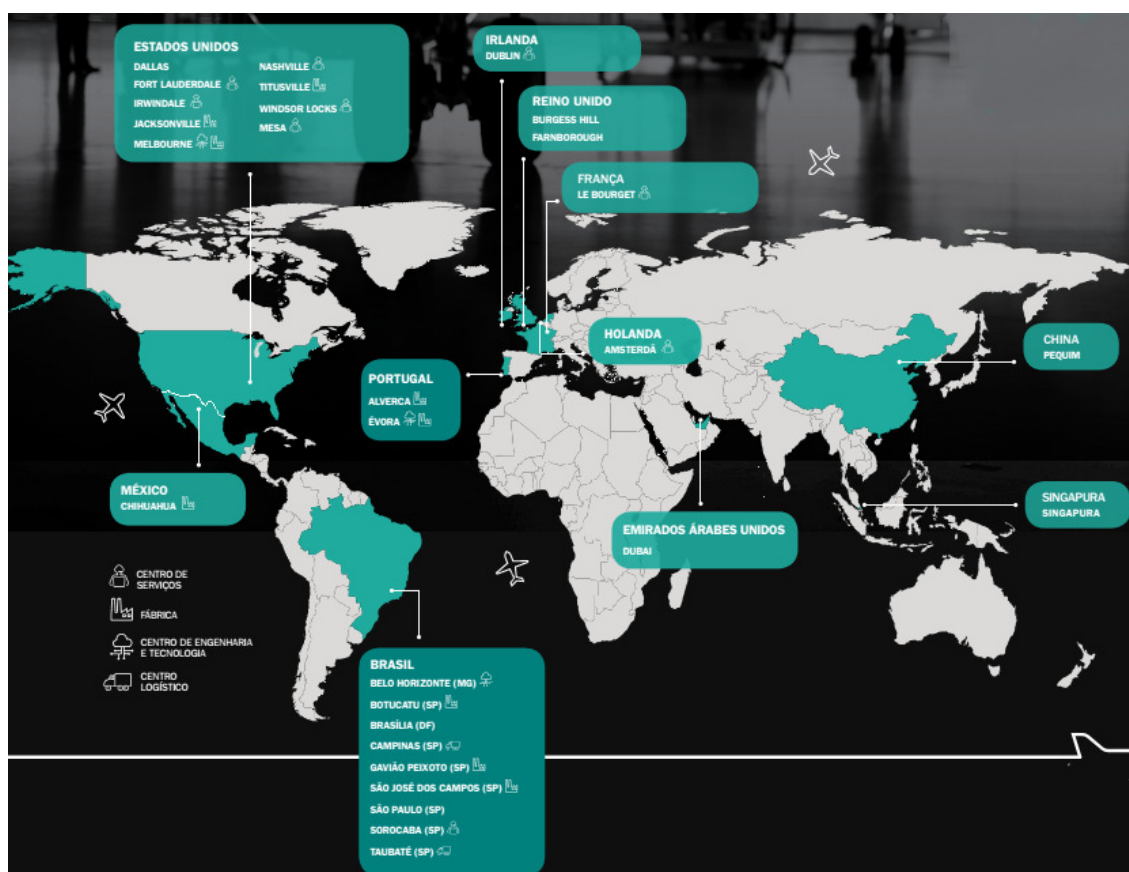 ESTADOS UNIDOS
DALLAS
FORT LAUDERDALE
IRWINDALE
JACKSONVILLE
MELBOURNE
NASHVILLE
TITUSVILLE
WINDSOR LOCKS
MESA
IRLANDA
DUBLIN
REINO UNIDO
BURGESS HILL
FARNBOROUGH
FRANÇA
LE BOURGET
HOLANDA
AMSTERDÃ
CHINA
PEQUIM
PORTUGAL
ALVERCA
ÉVORA
MÉXICO
CHIHUAHUA
SINGAPURA
SINGAPURA
EMIRADOS ÁRABES UNIDOS
DUBAI
CENTRO DE
SERVIÇOS
FÁBRICA
CENTRO DE ENGENHARIA
E TECNOLOGIA
CENTRO
LOGÍSTICO
BRASIL
BELO HORIZONTE (MG)
BOTUCATU (SP)
BRASÍLIA (DF)
CAMPINAS (SP)
GAVIÃO PEIXOTO (SP)
SÃO JOSÉ DOS CAMPOS (SP)
SÃO PAULO (SP)
SOROCABA (SP)
TAUBATÉ (SP)